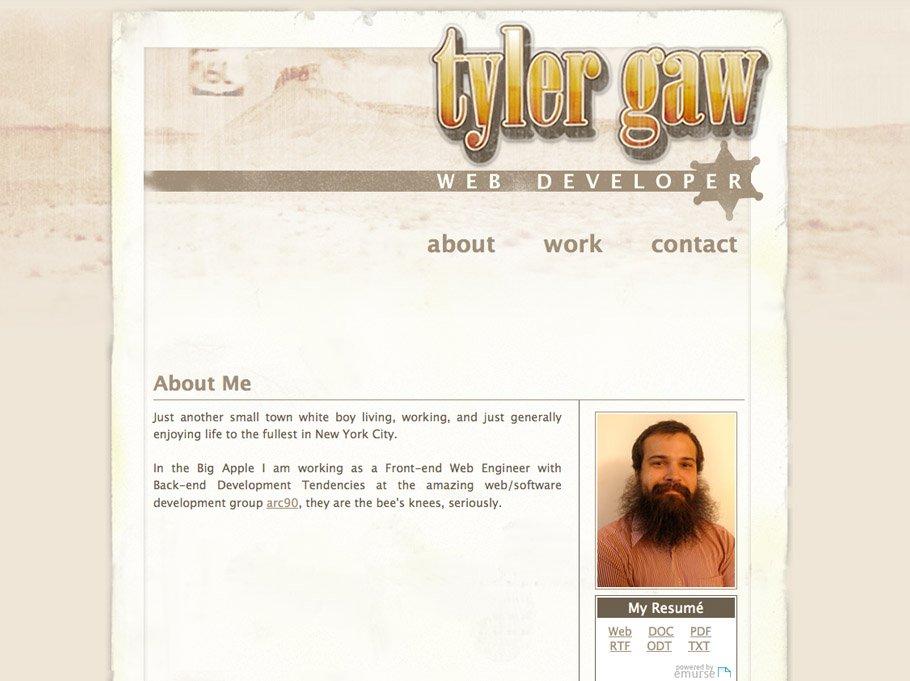 tyler gaw
WEB DEVELOPER
about work contact
About Me
Just another small town white boy living, working, and just generally
enjoying life to the fullest in New York City.
In the Big Apple I am working as a Front-end Web Engineer with
Back-end Development Tendencies at the amazing web/software
development group arc90, they are the bee's knees, seriously.
My Resumé
Web DOC PDF
RTF ODT TXT
powered by
emurse